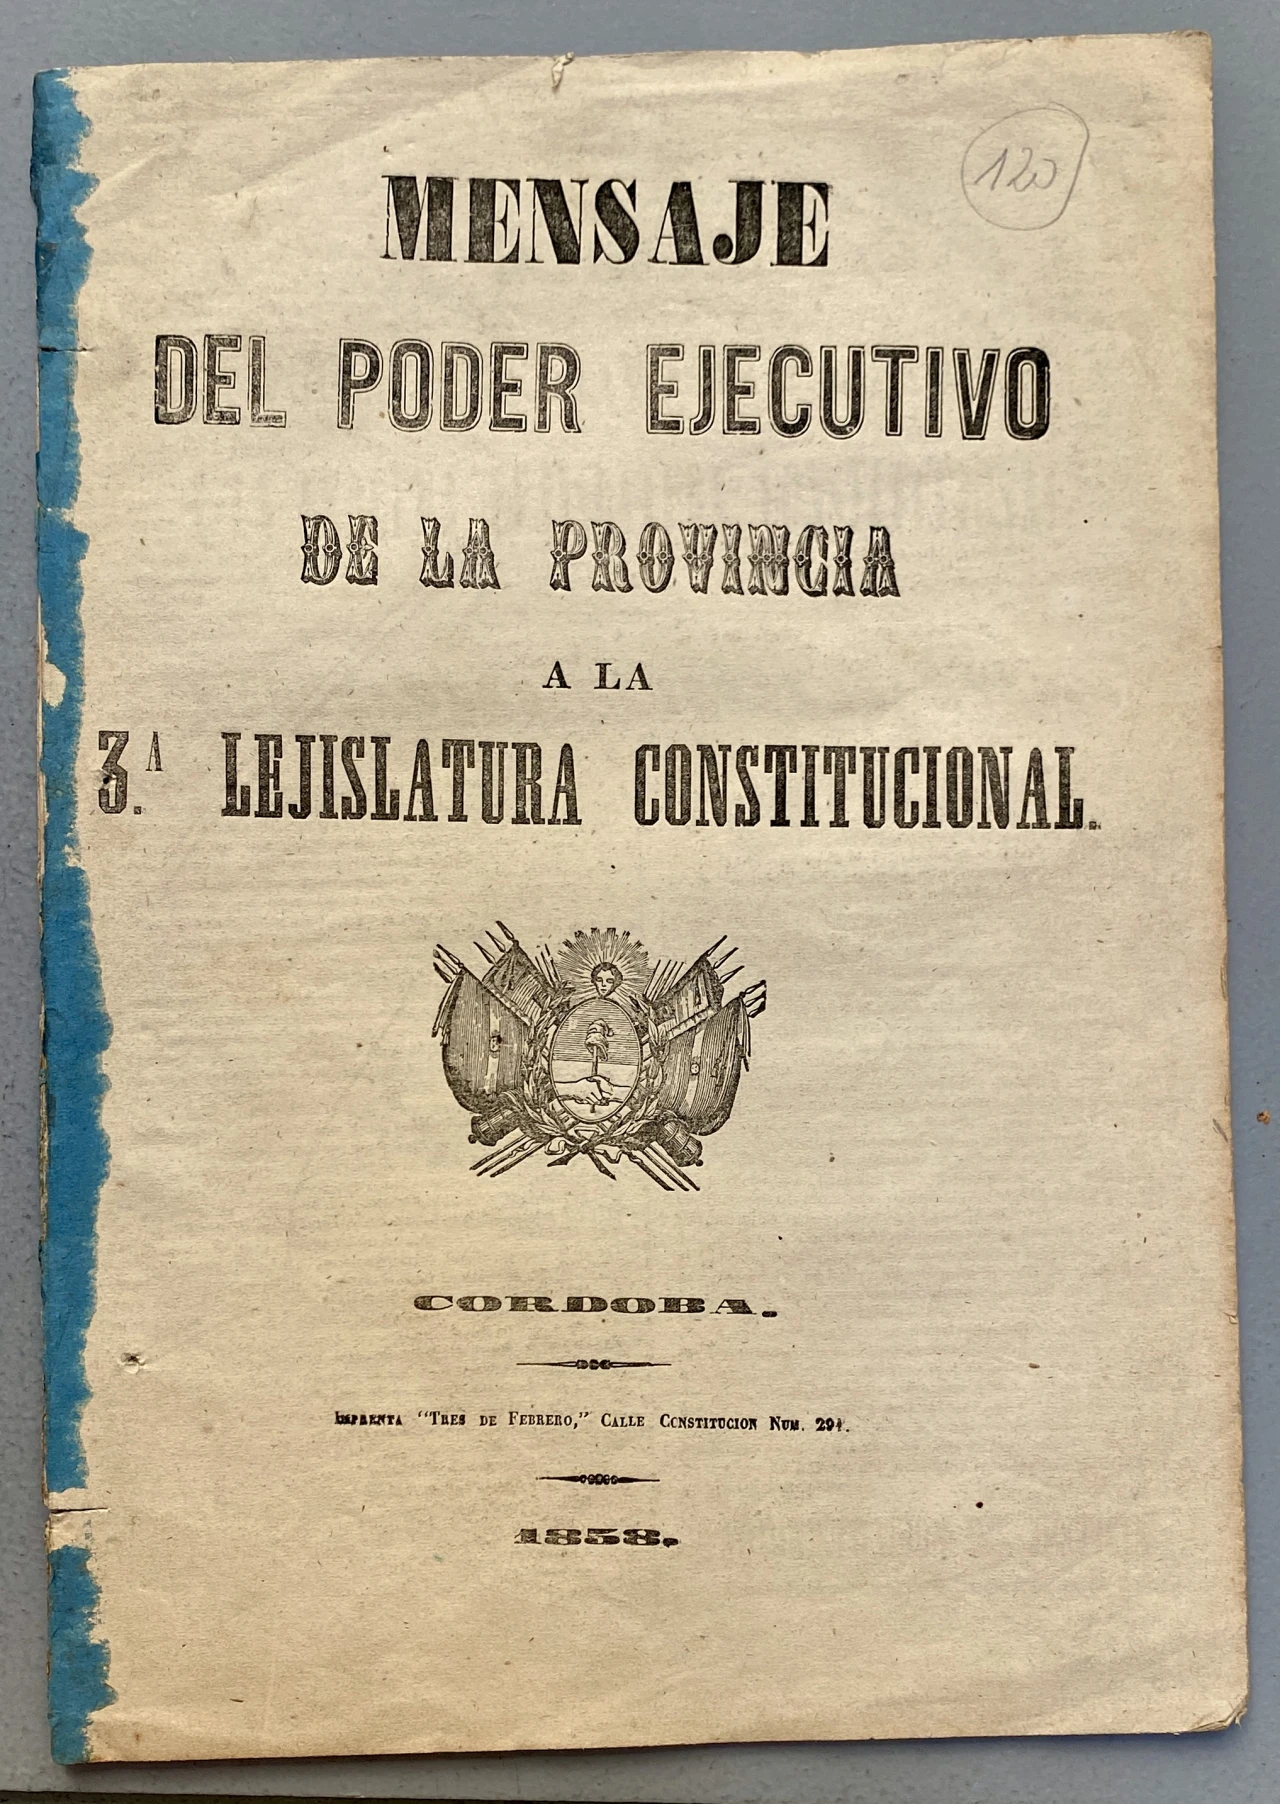 120
MENSAJE
DEL PODER EJECUTIVO
DE LA PROVINCIA
A LA
3.ᴬ LEJISLATURA CONSTITUCIONAL.
CORDOBA.
IMPRENTA “TRES DE FEBRERO,” CALLE CONSTITUCION NUM.
1858.